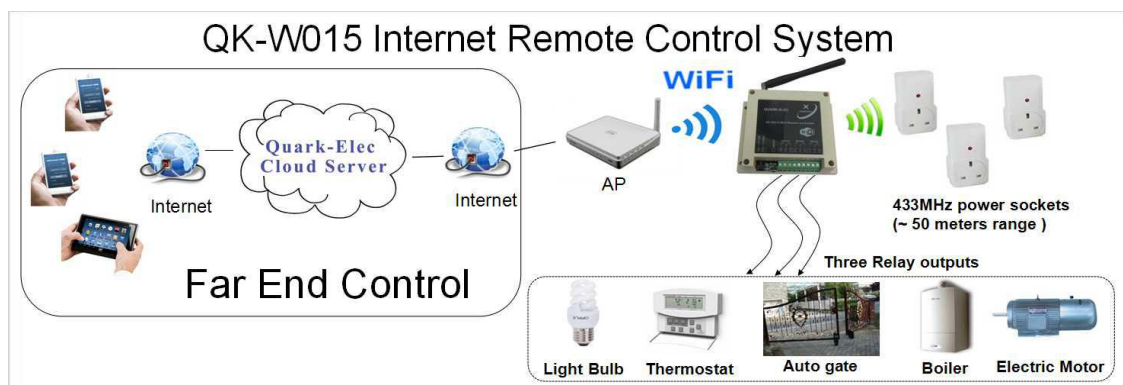 QK-W015 Internet Remote Control System
WiFi
Quark-Elec
Cloud Server
Internet
Internet
AP
433MHz power sockets
(~ 50 meters range )
Far End Control
Three Relay outputs
Light Bulb
Thermostat
Auto gate
Boiler
Electric Motor